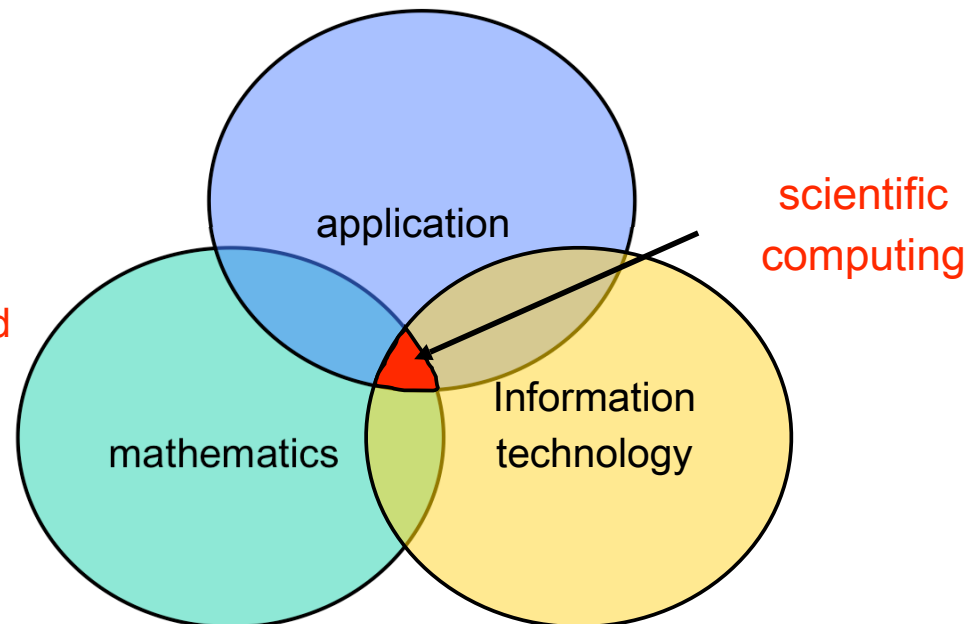 application
scientific
computing
d
mathematics
Information
technology